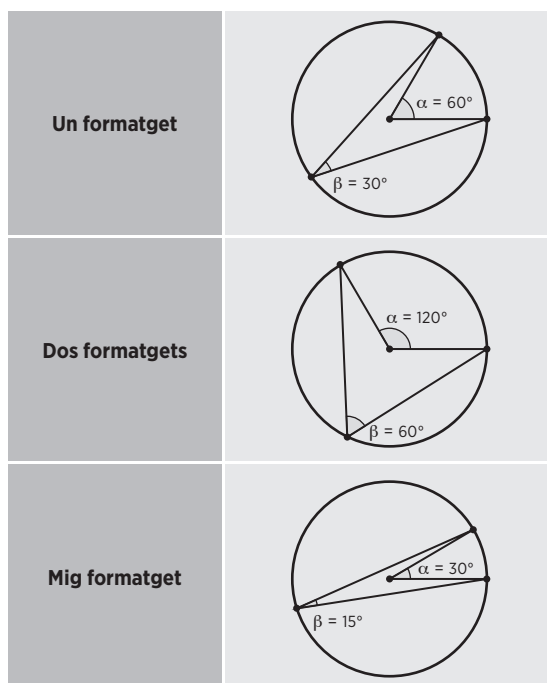 Un formatget
α = 60°
β = 30°
Dos formatgets
α = 120°
β = 60°
Mig formatget
α = 30°
β = 15°